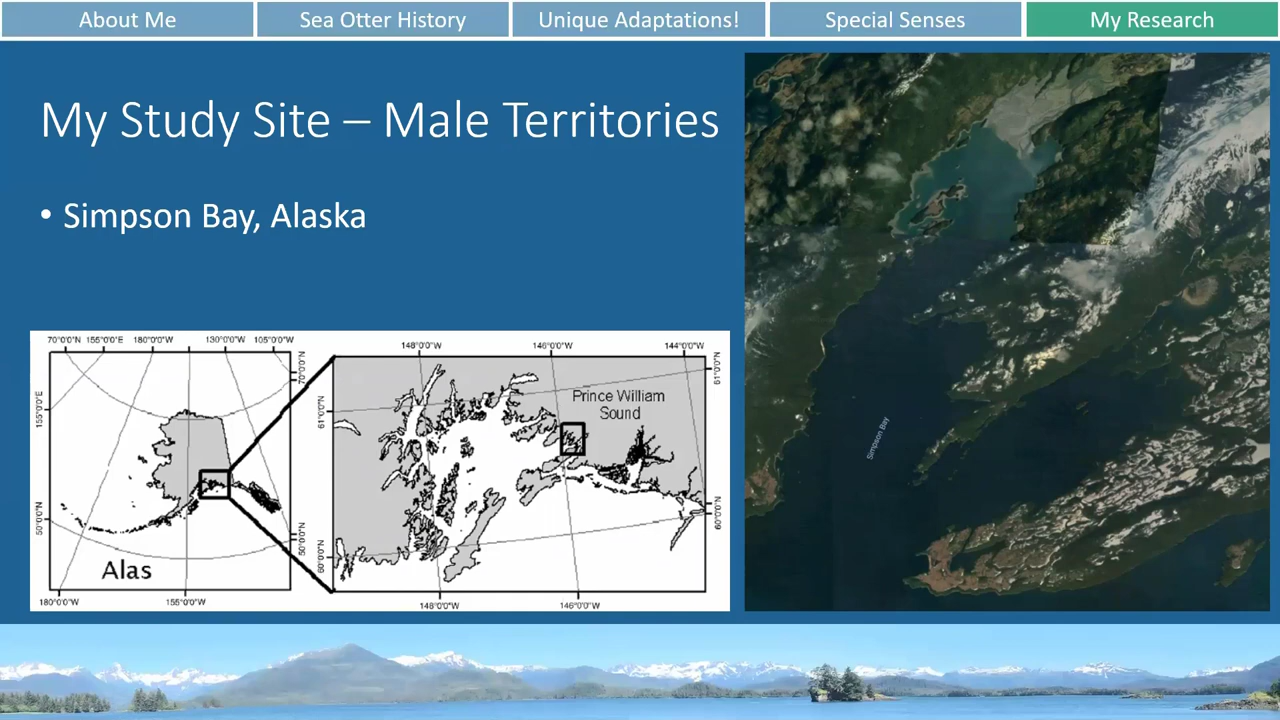 About Me
Sea Otter History
Unique Adaptations!
Special Senses
My Research
My Study Site – Male Territories
• Simpson Bay, Alaska
70°0'0"N 155°0'0"E 180°0'0"W 130°0'0"W 105°0'0"W
155°0'0"E
50°0'0"N
70°0'0"N
50°0'0"N
Alas
180°0'0"W 155°0'0"W
148°0'0"W 146°0'0"W 144°0'0"W
61°0'0"N
60°0'0"N
61°0'0"N
60°0'0"N
Prince William
Sound
148°0'0"W 146°0'0"W
Simpson Bay